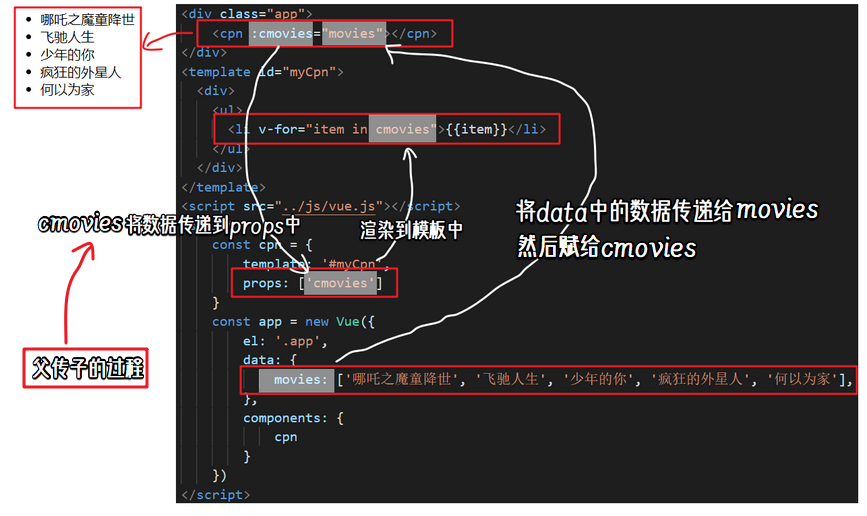 哪吒之魔童降世
飞驰人生
少年的你
疯狂的外星人
何以为家
<div class="app">
<cpn :cmovies="movies"></cpn>
</div>
<template id="myCpn">
<div>
<ul>
<li v-for="item in cmovies">{{item}}</li>
</ul>
</div>
</template>
<script src="../js/vue.js"></script>
cmovies将数据传递到props中
渲染到模板中
将data中的数据传递给movies
然后赋给cmovies
const cpn = {
template: '#myCpn',
props: ['cmovies']
}
const app = new Vue({
el: '.app',
父传子的过程
data: {
movies: ['哪吒之魔童降世', '飞驰人生', '少年的你', '疯狂的外星人', '何以为家'],
},
components: {
cpn
}
})
</script>